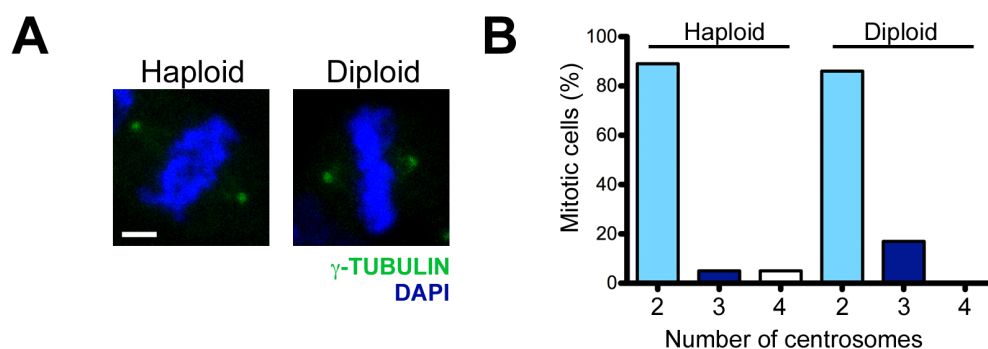 A
Haploid
Diploid
γ-TUBULIN
DAPI
B
Haploid
Diploid
Mitotic cells (%)
100
80
60
40
20
0
2 3 4 2 3 4
Number of centrosomes